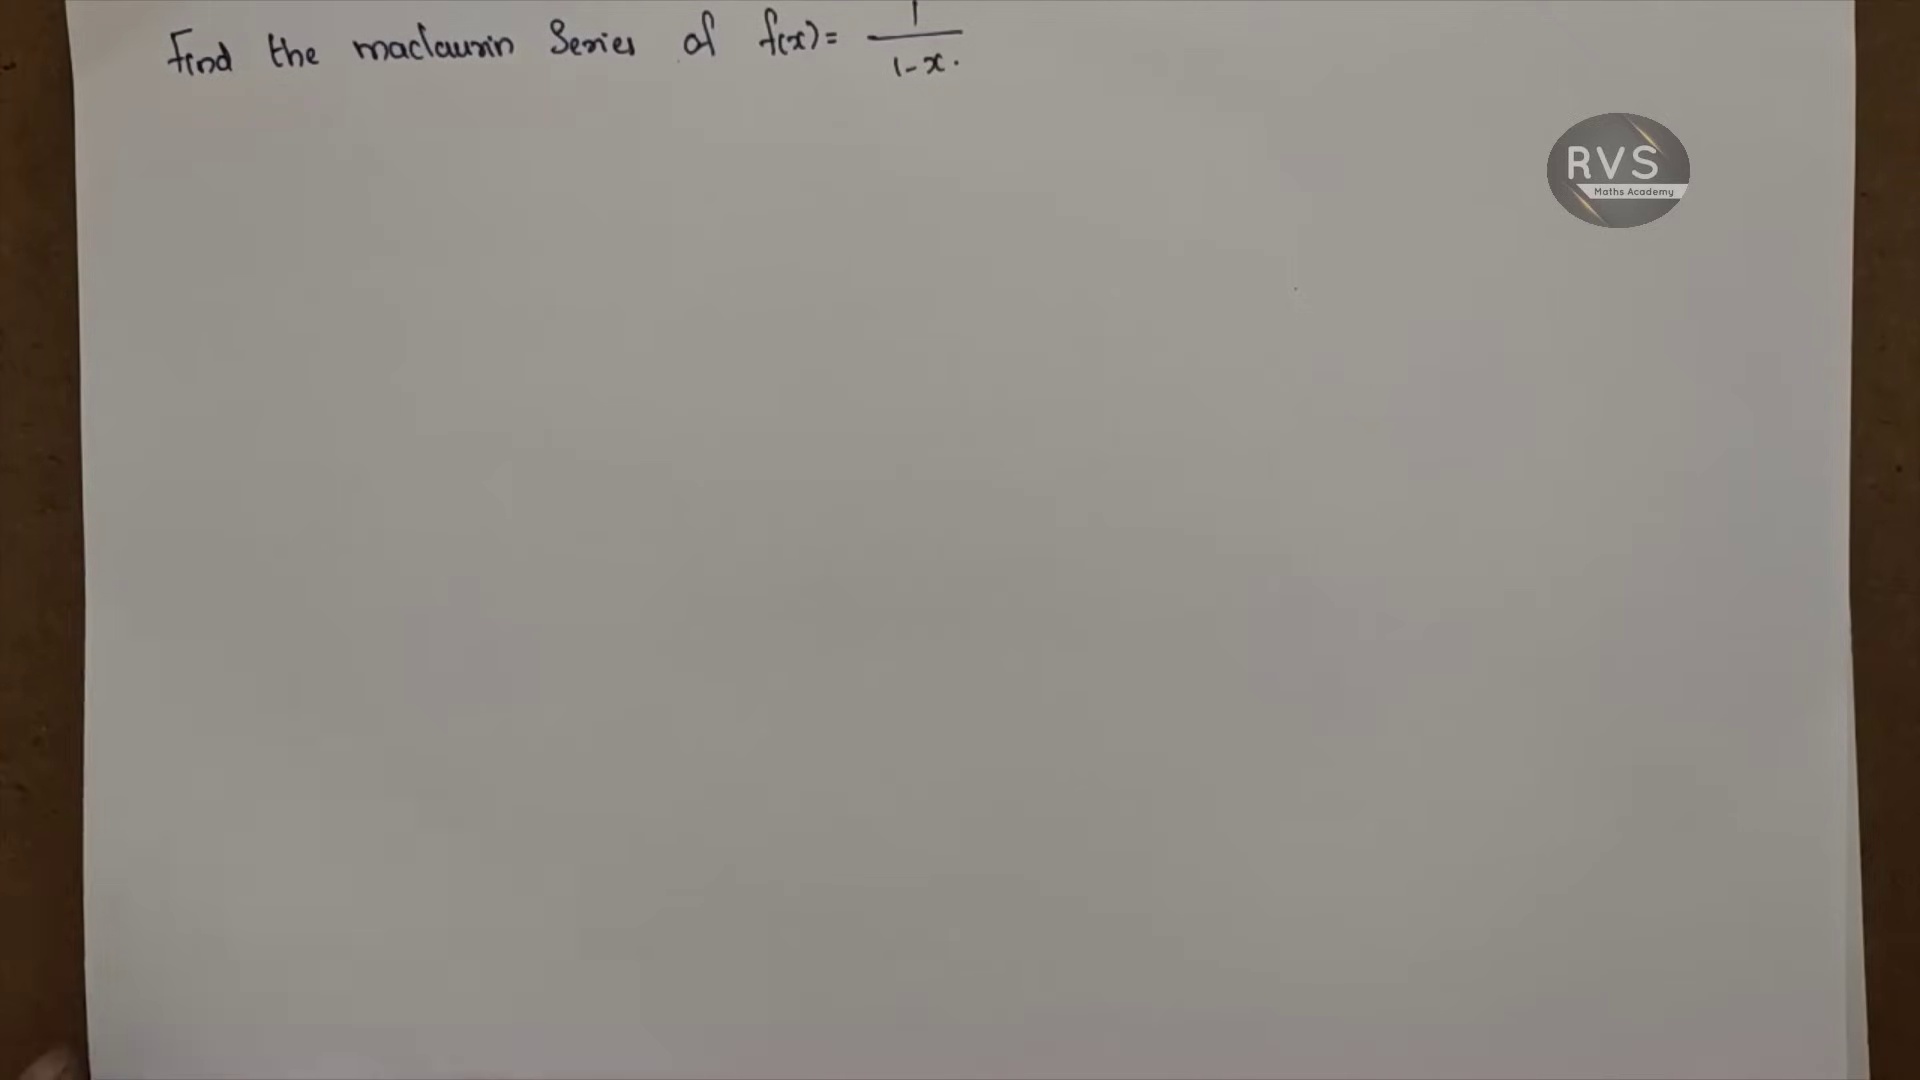 Find the maclaurin Series of f(x) = 1/1-x.
RVS
Maths Academy